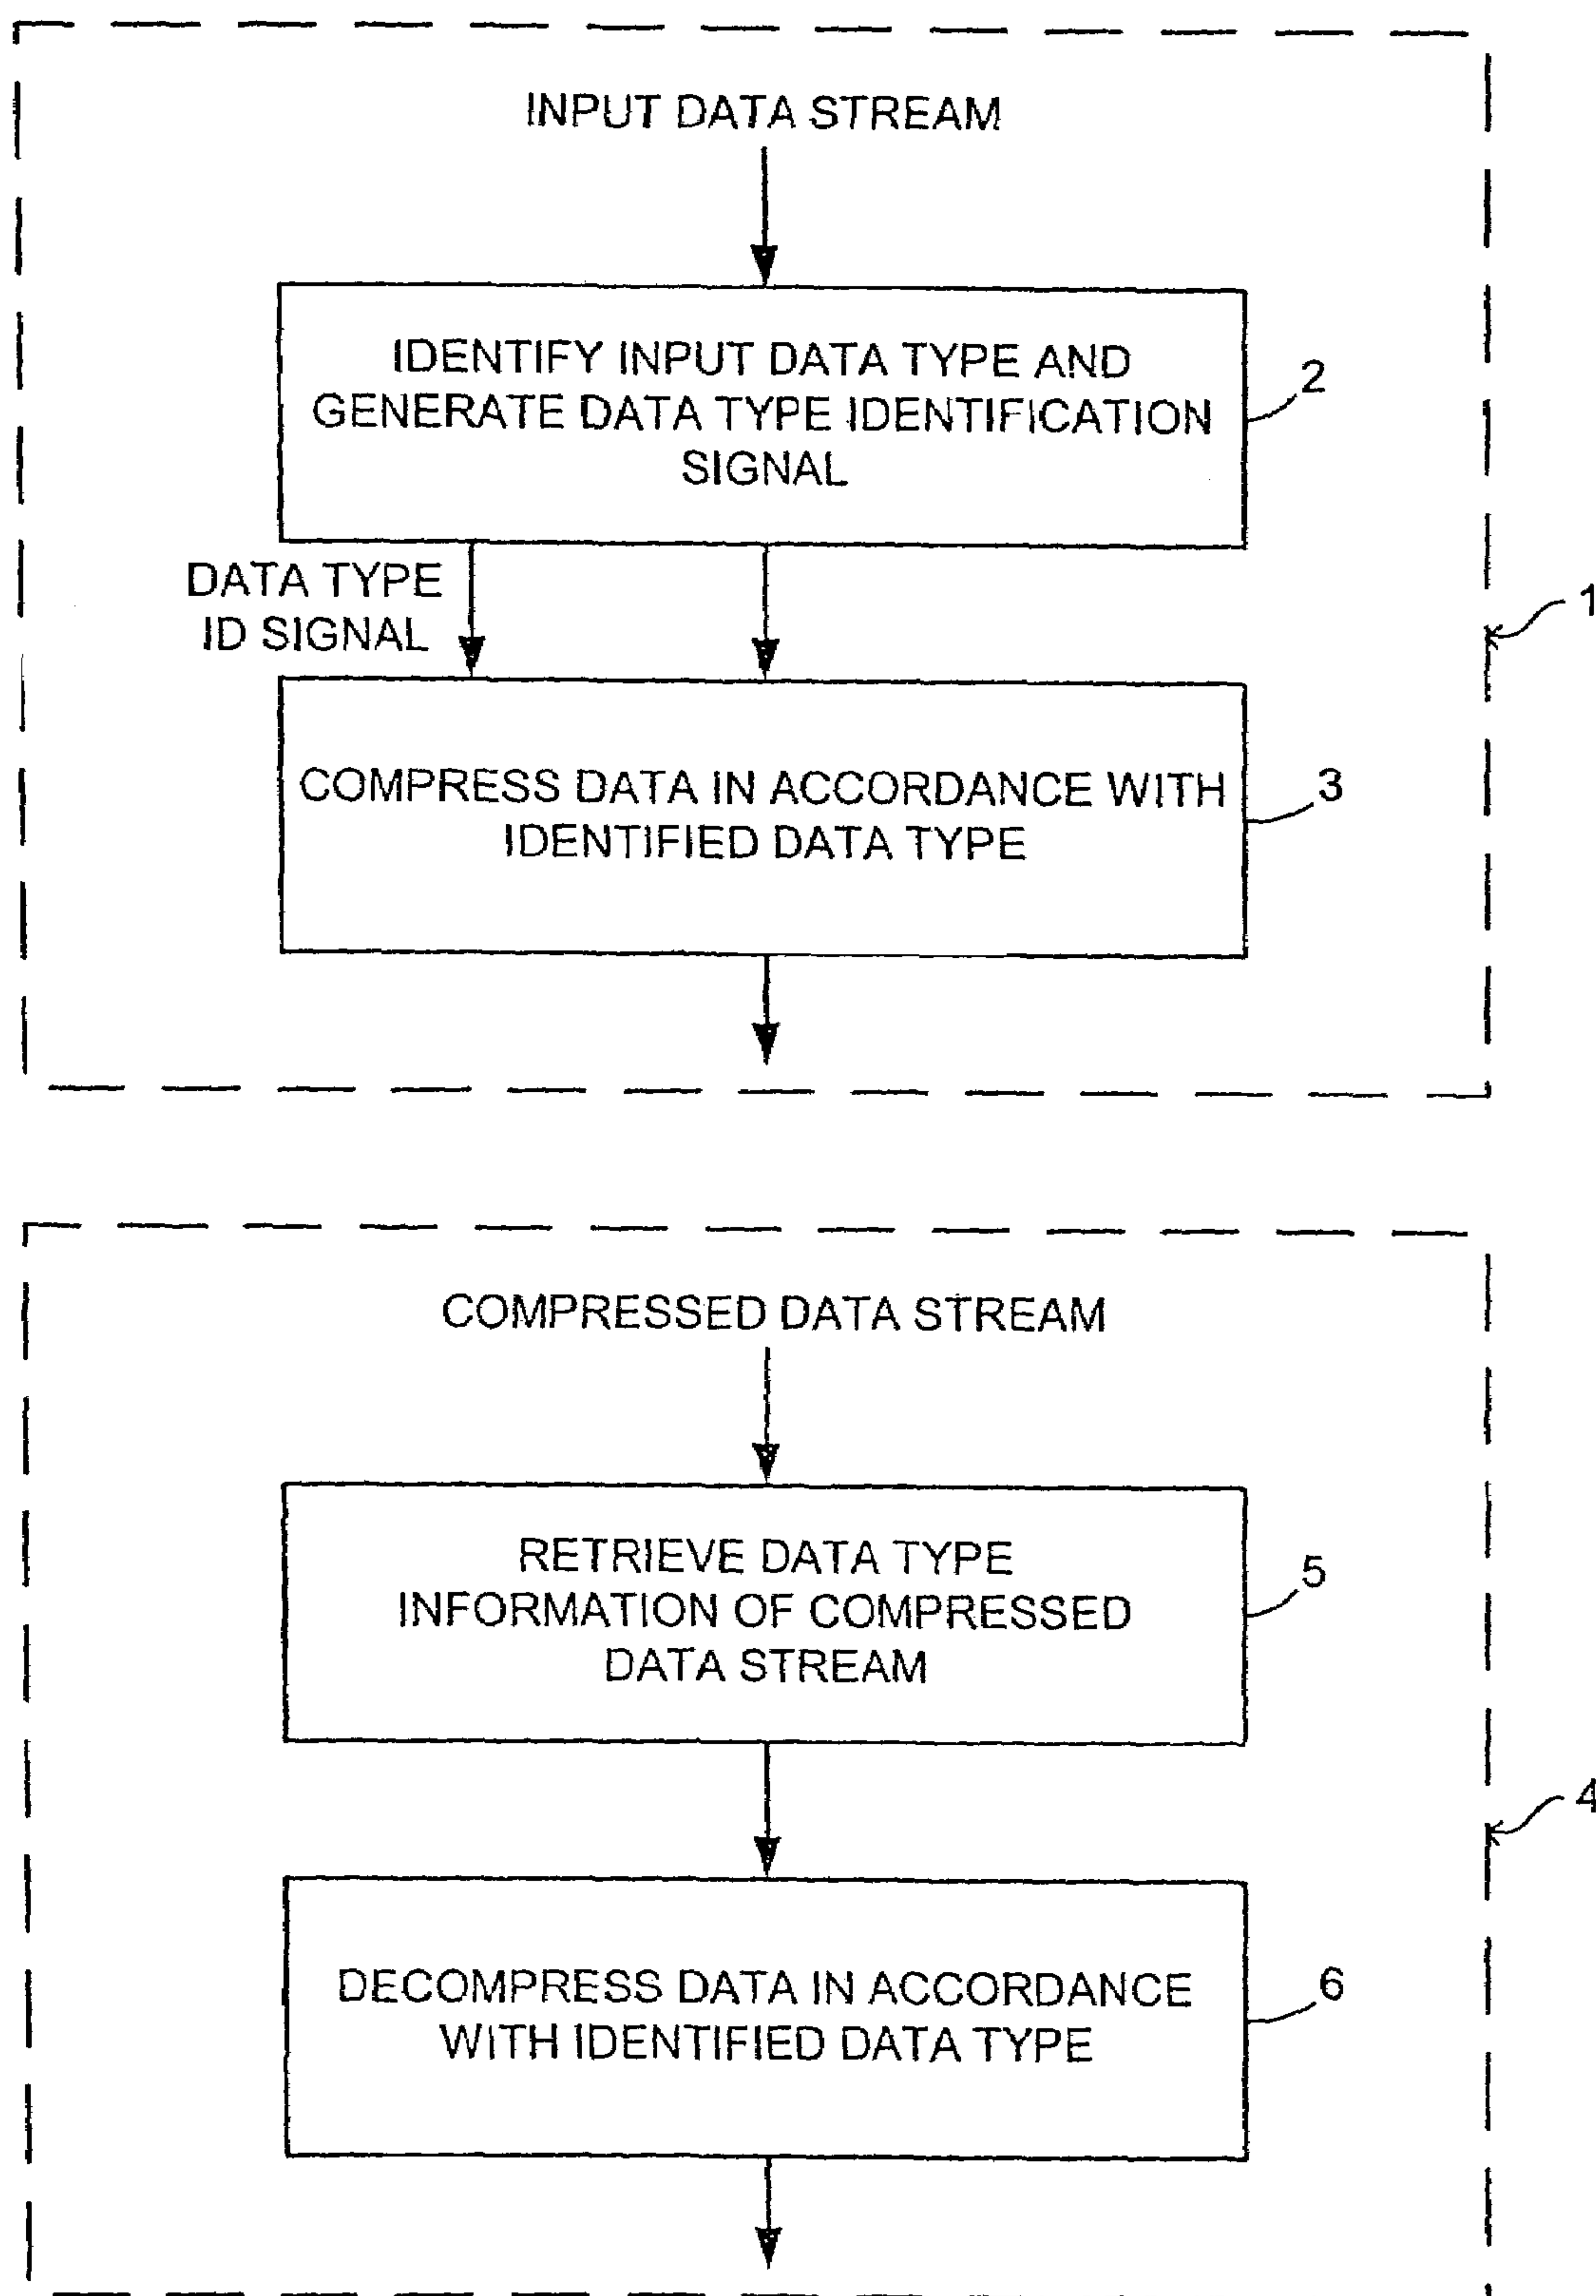 INPUT DATA STREAM
IDENTIFY INPUT DATA TYPE AND
GENERATE DATA TYPE IDENTIFICATION
SIGNAL
2
DATA TYPE
ID SIGNAL
1
COMPRESS DATA IN ACCORDANCE WITH
IDENTIFIED DATA TYPE
3
COMPRESSED DATA STREAM
RETRIEVE DATA TYPE
INFORMATION OF COMPRESSED
DATA STREAM
5
4
DECOMPRESS DATA IN ACCORDANCE
WITH IDENTIFIED DATA TYPE
6